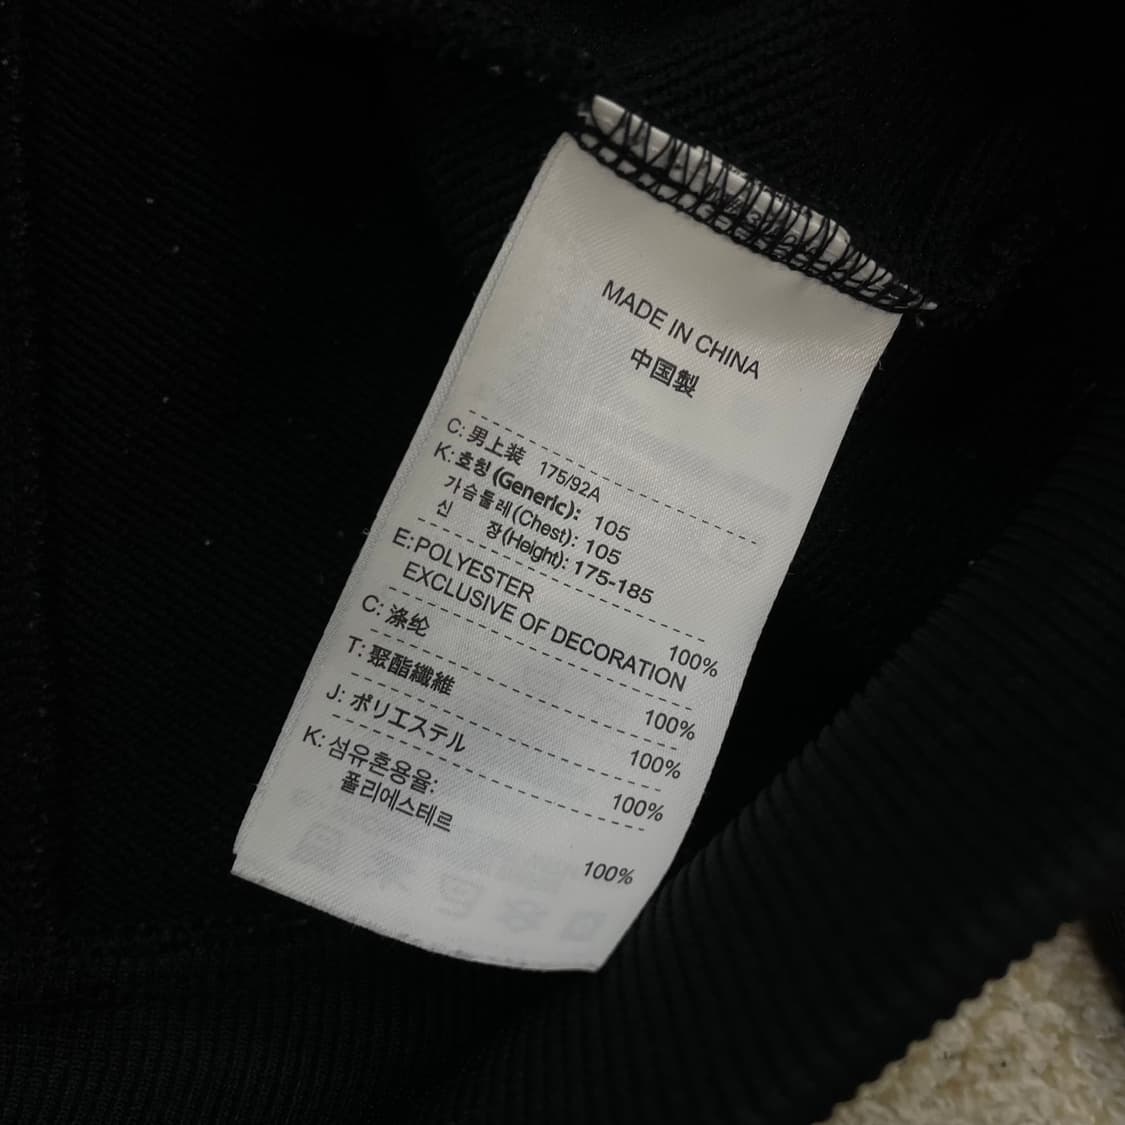 MADE IN CHINA
中国製
C: 男上装 175/92A
K: 호칭(Generic): 105
가슴둘레(Chest): 105
신 장(Height): 175-185
E: POLYESTER 100%
EXCLUSIVE OF DECORATION
C: 涤纶 100%
T: 聚酯纖維 100%
J: ポリエステル 100%
K: 섬유혼용율:
폴리에스테르 100%